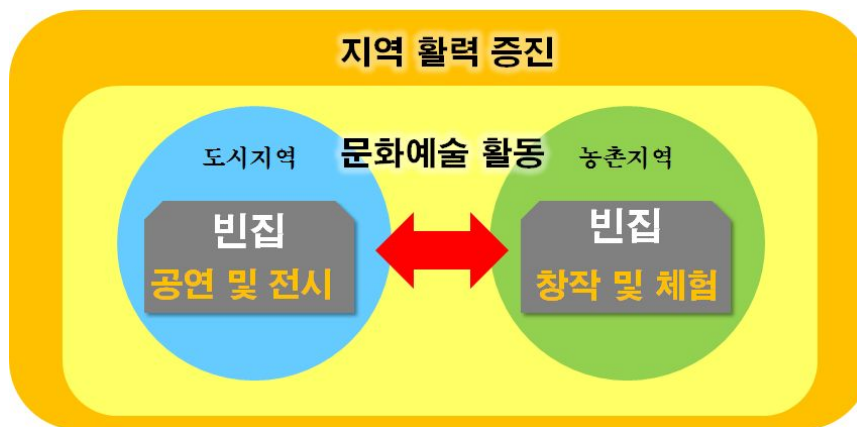 지역 활력 증진
도시지역
문화예술 활동
농촌지역
빈집
공연 및 전시
빈집
창작 및 체험